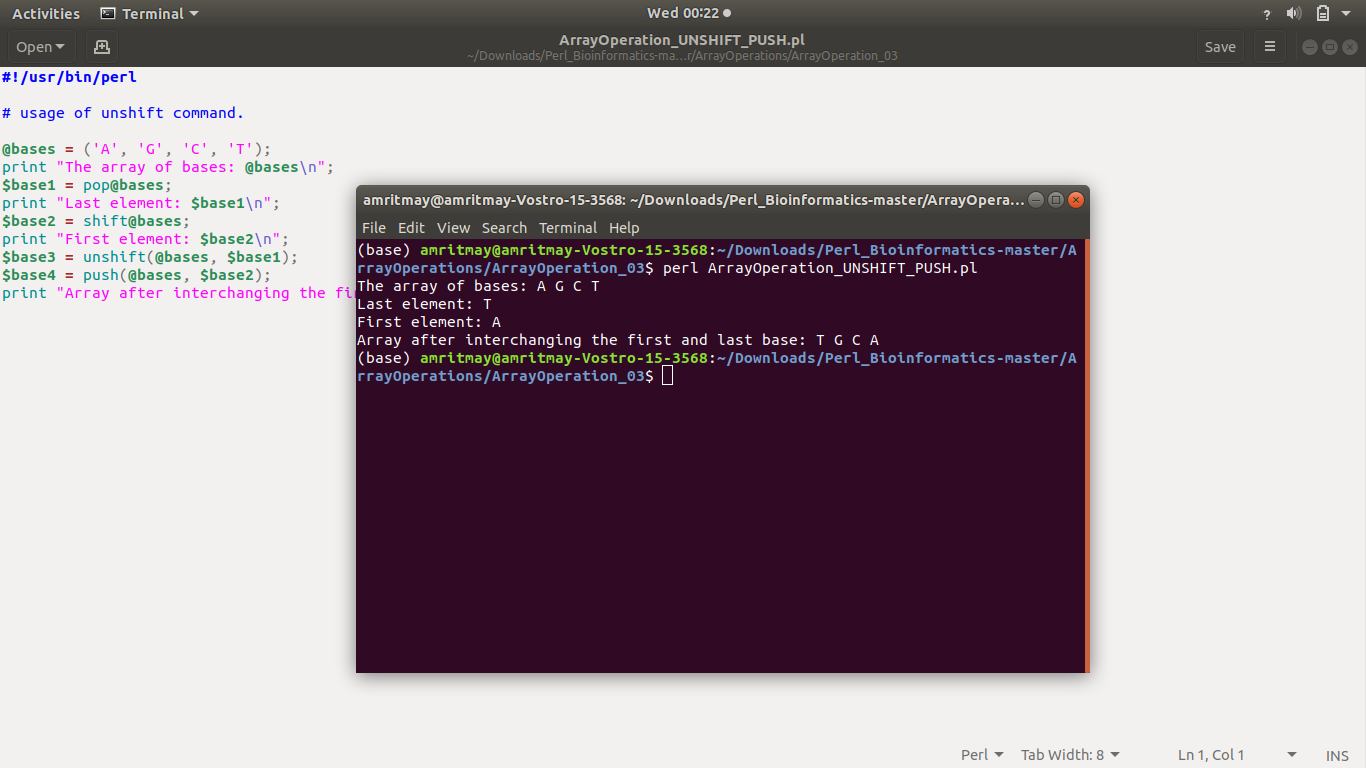 Activities Terminal Wed 00:22 ?
Open ArrayOperation_UNSHIFT_PUSH.pl Save
~/Downloads/Perl_Bioinformatics-ma…r/ArrayOperations/ArrayOperation_03
#!/usr/bin/perl
# usage of unshift command.
@bases = ('A', 'G', 'C', 'T');
print "The array of bases: @bases\n";
$base1 = pop@bases;
print "Last element: $base1\n";
$base2 = shift@bases;
print "First element: $base2\n";
$base3 = unshift(@bases, $base1);
$base4 = push(@bases, $base2);
print "Array after interchanging the fir
amritmay@amritmay-Vostro-15-3568: ~/Downloads/Perl_Bioinformatics-master/ArrayOpera...
File Edit View Search Terminal Help
(base) amritmay@amritmay-Vostro-15-3568:~/Downloads/Perl_Bioinformatics-master/A
rrayOperations/ArrayOperation_03$ perl ArrayOperation_UNSHIFT_PUSH.pl
The array of bases: A G C T
Last element: T
First element: A
Array after interchanging the first and last base: T G C A
(base) amritmay@amritmay-Vostro-15-3568:~/Downloads/Perl_Bioinformatics-master/A
rrayOperations/ArrayOperation_03$
Perl Tab Width: 8 Ln 1, Col 1 INS